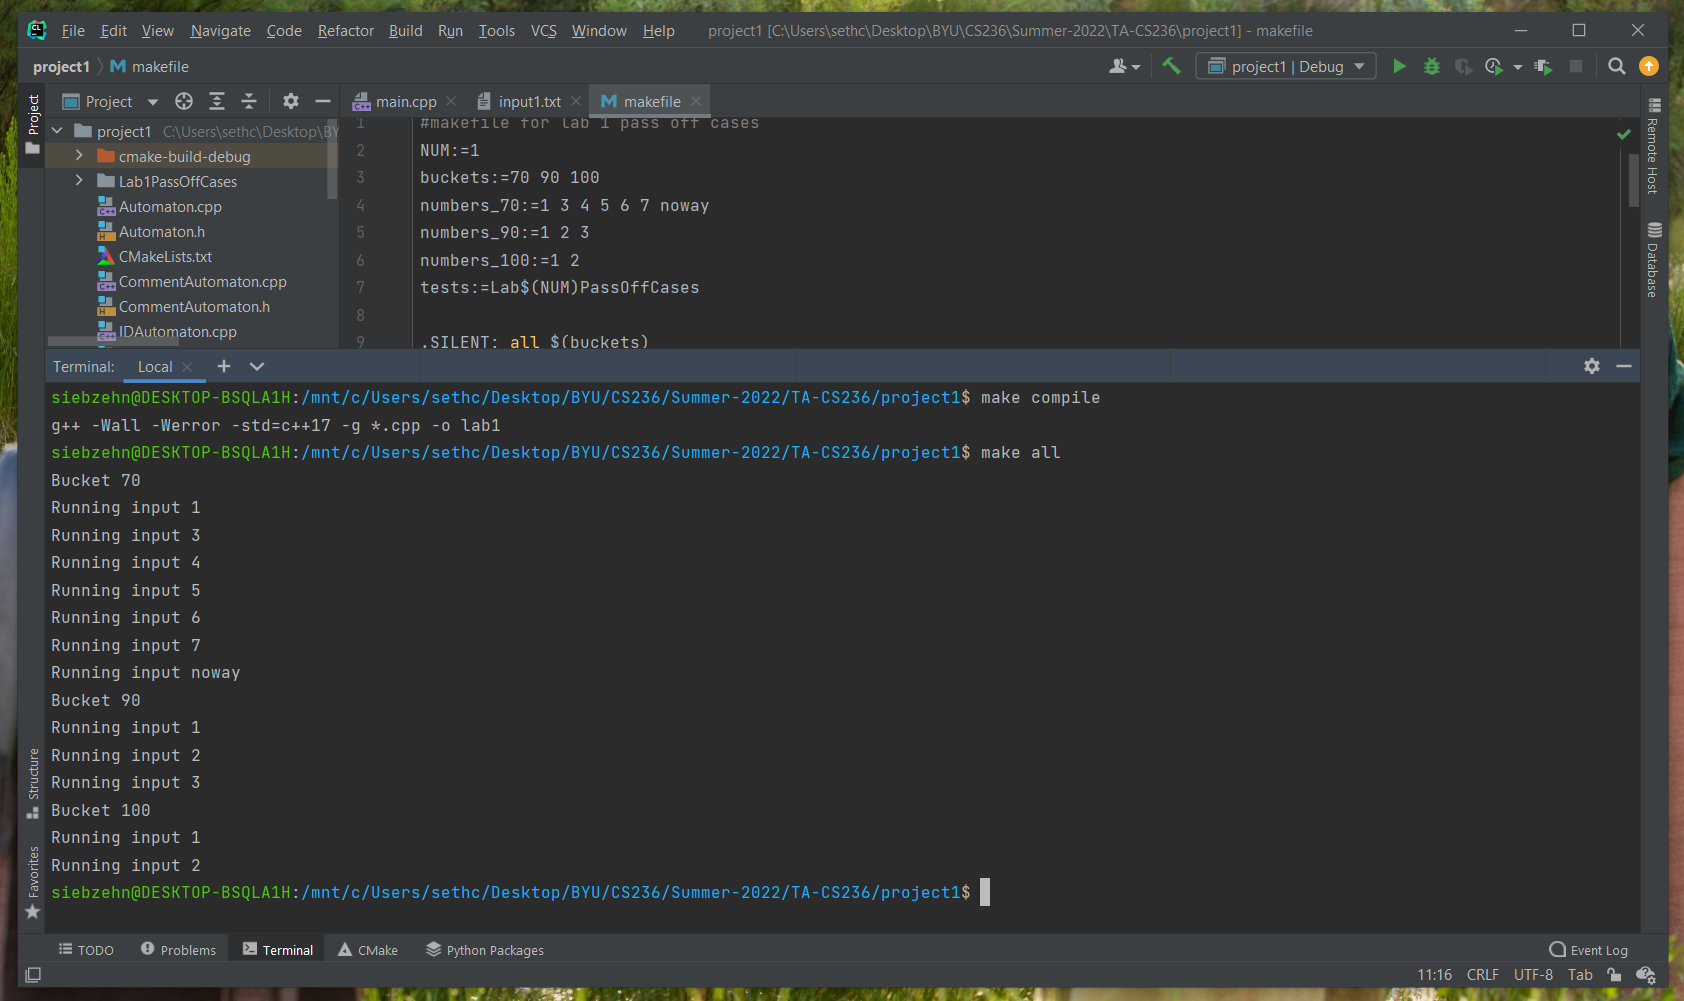 File Edit View Navigate Code Refactor Build Run Tools VCS Window Help project1 [C:\Users\sethc\Desktop\BYU\CS236\Summer-2022\TA-CS236\project1] - makefile
project1 makefile project1 | Debug
Project main.cpp input1.txt makefile
Project
project1 C:\Users\sethc\Desktop\BY
cmake-build-debug
Lab1PassOffCases
Automaton.cpp
Automaton.h
CMakeLists.txt
CommentAutomaton.cpp
CommentAutomaton.h
IDAutomaton.cpp
1 #makefile for lab 1 pass off cases
2 NUM:=1
3 buckets:=70 90 100
4 numbers_70:=1 3 4 5 6 7 noway
5 numbers_90:=1 2 3
6 numbers_100:=1 2
7 tests:=Lab$(NUM)PassOffCases
8
9 .SILENT: all $(buckets)
Remote Host
Database
Terminal: Local
siebzehn@DESKTOP-BSQLA1H:/mnt/c/Users/sethc/Desktop/BYU/CS236/Summer-2022/TA-CS236/project1$ make compile
g++ -Wall -Werror -std=c++17 -g *.cpp -o lab1
siebzehn@DESKTOP-BSQLA1H:/mnt/c/Users/sethc/Desktop/BYU/CS236/Summer-2022/TA-CS236/project1$ make all
Bucket 70
Running input 1
Running input 3
Running input 4
Running input 5
Running input 6
Running input 7
Running input noway
Bucket 90
Running input 1
Running input 2
Running input 3
Bucket 100
Running input 1
Running input 2
siebzehn@DESKTOP-BSQLA1H:/mnt/c/Users/sethc/Desktop/BYU/CS236/Summer-2022/TA-CS236/project1$
Structure
Favorites
TODO Problems Terminal CMake Python Packages Event Log
11:16 CRLF UTF-8 Tab